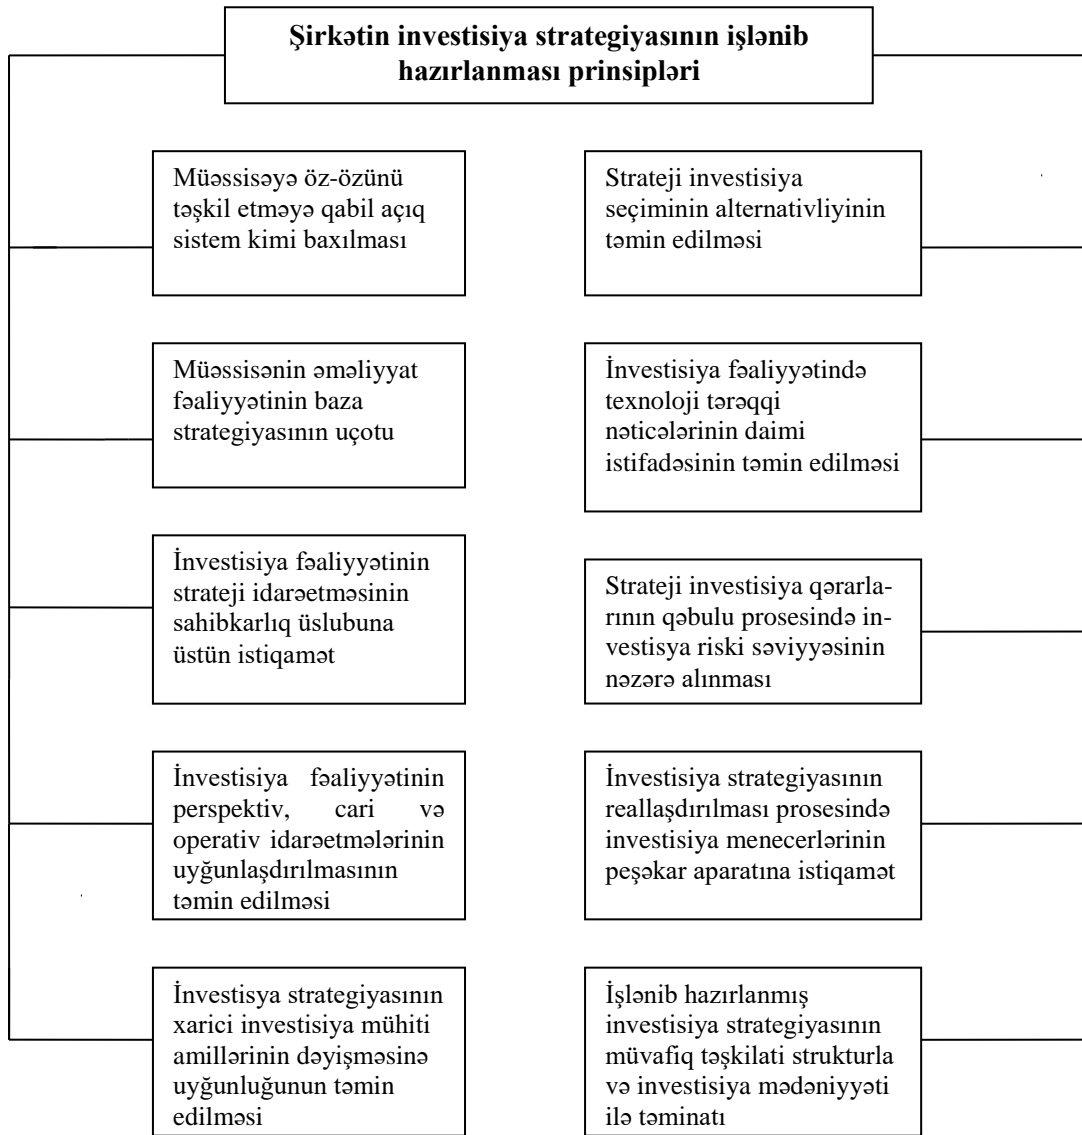 Şirkətin investisiya strategiyasının işlənib
hazırlanması prinsipləri
Müəssisəyə öz-özünü
təşkil etməyə qabil açıq
sistem kimi baxılması
Strateji investisiya
seçiminin alternativliyinin
təmin edilməsi
Müəssisənin əməliyyat
fəaliyyətinin baza
strategiyasının uçotu
İnvestisiya fəaliyyətində
texnoloji tərəqqi
nəticələrinin daimi
istifadəsinin təmin edilməsi
İnvestisiya fəaliyyətinin
strateji idarəetməsinin
sahibkarlıq üslubuna
üstün istiqamət
Strateji investisiya qərarla-
rının qəbulu prosesində in-
vestisya riski səviyyəsinin
nəzərə alınması
İnvestisiya fəaliyyətinin
perspektiv, cari və
operativ idarəetmələrinin
uyğunlaşdırılmasının
təmin edilməsi
İnvestisiya strategiyasının
reallaşdırılması prosesində
investisiya menecerlərinin
peşəkar aparatına istiqamət
İnvestisya strategiyasının
xarici investisiya mühiti
amillərinin dəyişməsinə
uyğunluğunun təmin
edilməsi
İşlənib hazırlanmış
investisiya strategiyasının
müvafiq təşkilati strukturla
və investisiya mədəniyyəti
ilə təminatı